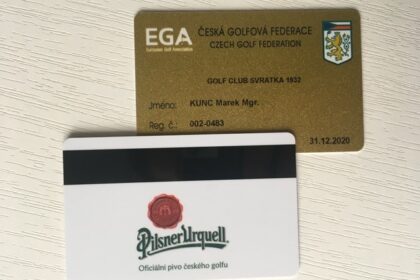 EGA
European Golf Association
ČESKÁ GOLFOVÁ FEDERACE
CZECH GOLF FEDERATION
GOLF CLUB SVRATKA 1932
Jméno: KUNC Marek Mgr.
Reg. č.: 002-0483
31.12.2020
Pilsner Urquell
Oficiální pivo českého golfu